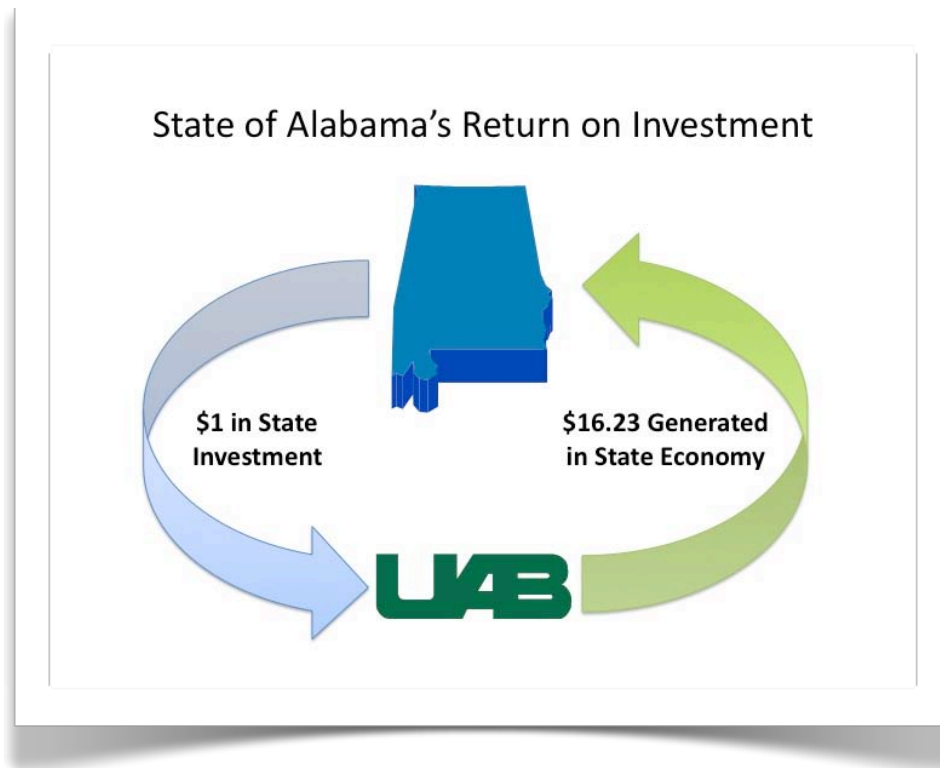 State of Alabama's Return on Investment
$1 in State
Investment
$16.23 Generated
in State Economy
UAB